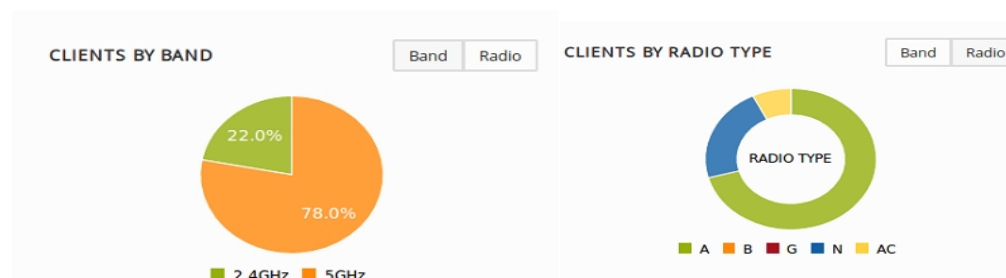 CLIENTS BY BAND
Band Radio
22.0%
78.0%
2.4GHz 5GHz
CLIENTS BY RADIO TYPE
Band Radio
RADIO TYPE
A B G N AC